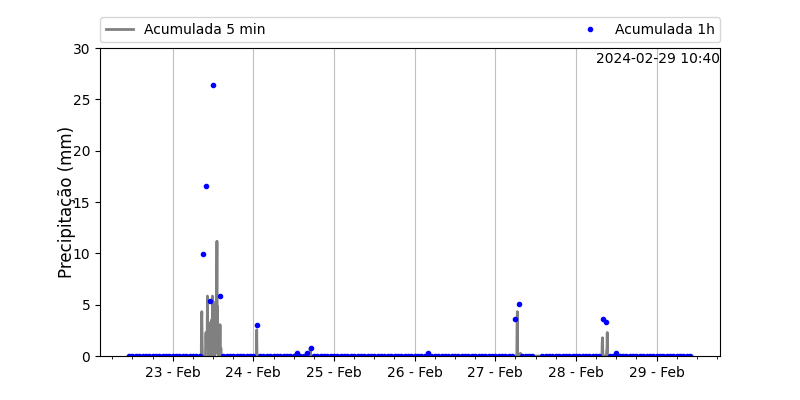 Acumulada 5 min
Acumulada 1h
2024-02-29 10:40
Precipitação (mm)
30
25
20
15
10
5
0
23 - Feb
24 - Feb
25 - Feb
26 - Feb
27 - Feb
28 - Feb
29 - Feb